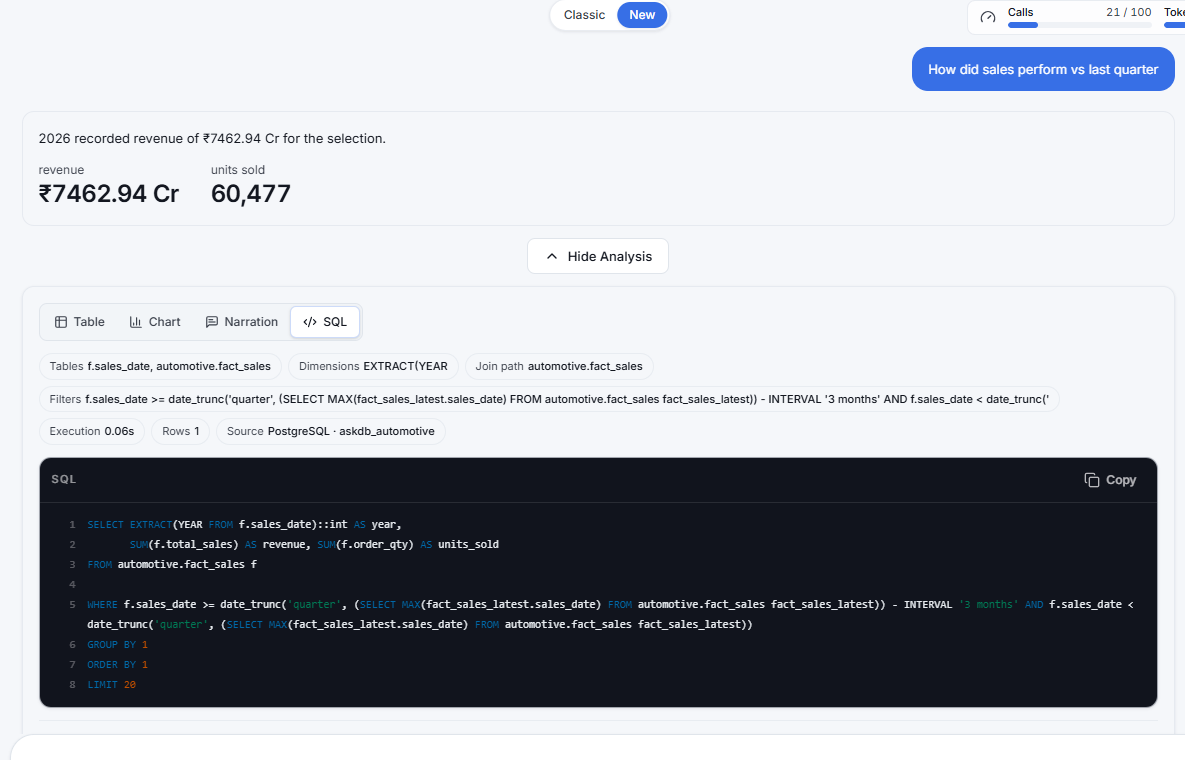 Classic New
Calls 21 / 100
How did sales perform vs last quarter
2026 recorded revenue of ₹7462.94 Cr for the selection.
revenue units sold
₹7462.94 Cr 60,477
Hide Analysis
Table Chart Narration </> SQL
Tables f.sales_date, automotive.fact_sales Dimensions EXTRACT(YEAR Join path automotive.fact_sales
Filters f.sales_date >= date_trunc('quarter', (SELECT MAX(fact_sales_latest.sales_date) FROM automotive.fact_sales fact_sales_latest)) - INTERVAL '3 months' AND f.sales_date < date_trunc('
Execution 0.06s Rows 1 Source PostgreSQL · askdb_automotive
SQL Copy
1 SELECT EXTRACT(YEAR FROM f.sales_date)::int AS year,
2 SUM(f.total_sales) AS revenue, SUM(f.order_qty) AS units_sold
3 FROM automotive.fact_sales f
4
5 WHERE f.sales_date >= date_trunc('quarter', (SELECT MAX(fact_sales_latest.sales_date) FROM automotive.fact_sales fact_sales_latest)) - INTERVAL '3 months' AND f.sales_date <
date_trunc('quarter', (SELECT MAX(fact_sales_latest.sales_date) FROM automotive.fact_sales fact_sales_latest))
6 GROUP BY 1
7 ORDER BY 1
8 LIMIT 20